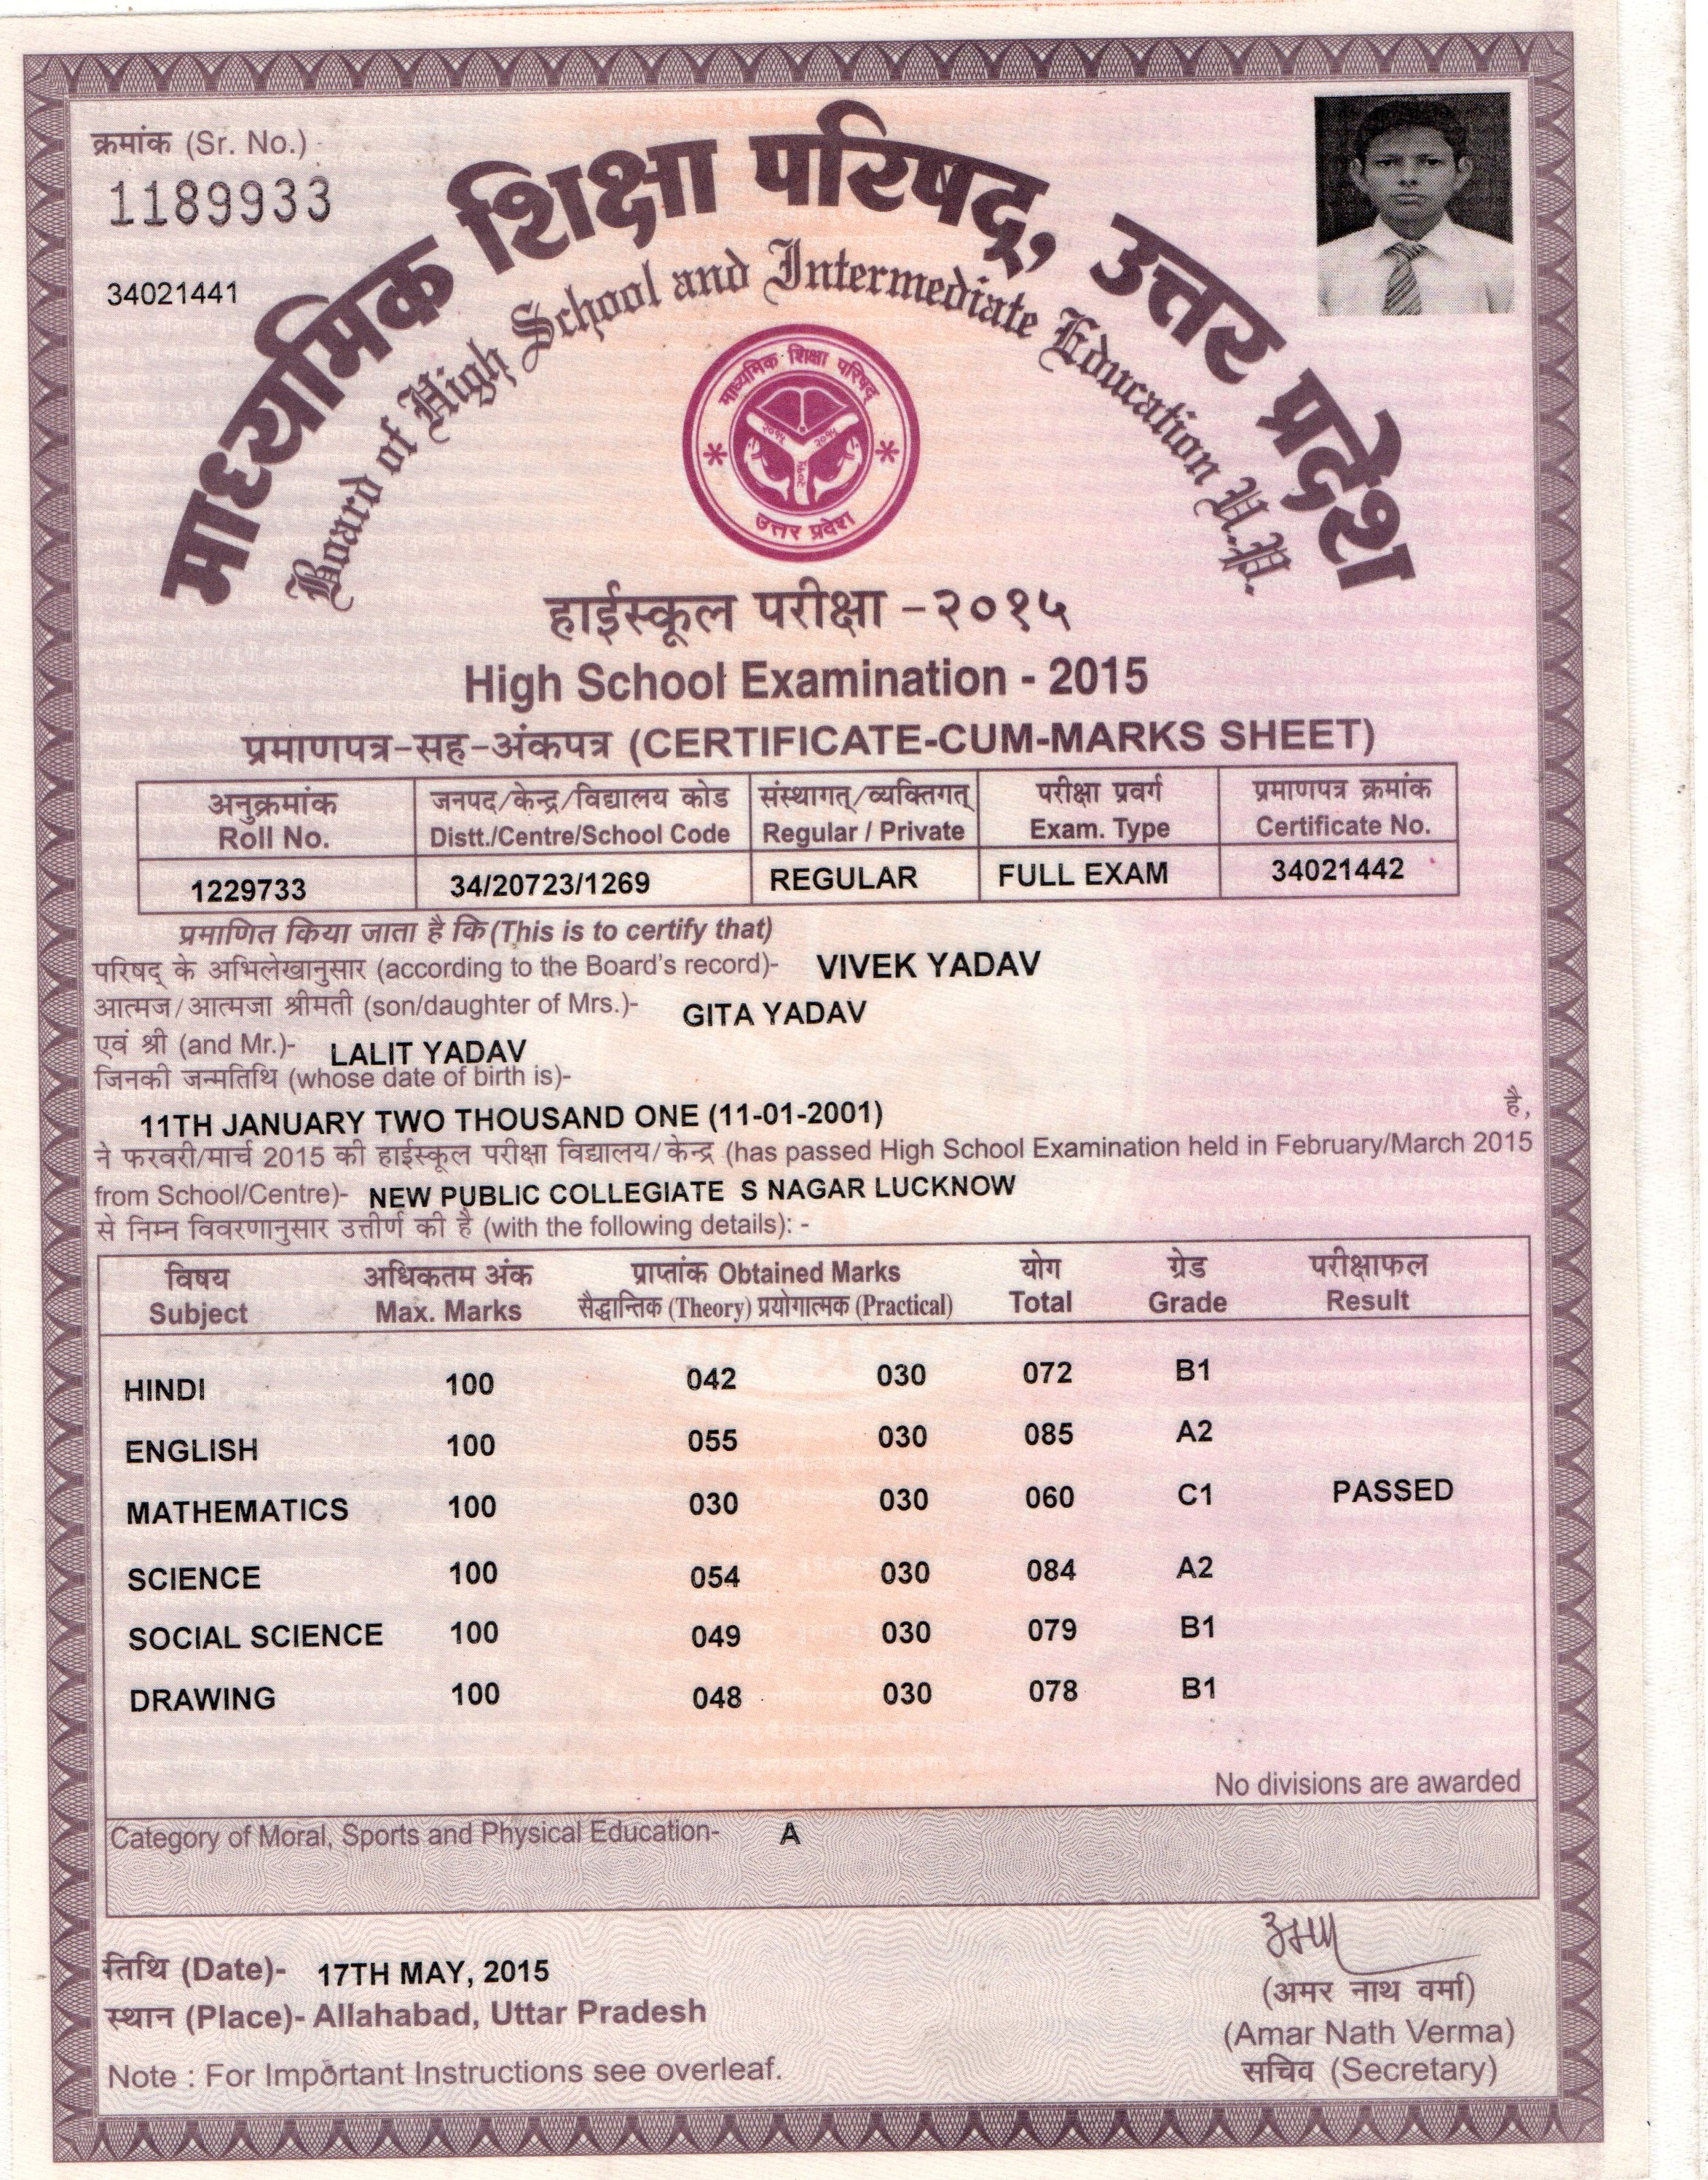 क्रमांक (Sr. No.)
1189933
34021441
माध्यमिक शिक्षा परिषद्, उत्तर प्रदेश
Board of High School and Intermediate Education U.P.
माध्यमिक शिक्षा परिषद्
२०१५ २०१५
२०१५
उत्तर प्रदेश
हाईस्कूल परीक्षा -२०१५
High School Examination - 2015
प्रमाणपत्र-सह-अंकपत्र (CERTIFICATE-CUM-MARKS SHEET)
अनुक्रमांक जनपद/केन्द्र/विद्यालय कोड संस्थागत्/व्यक्तिगत् परीक्षा प्रवर्ग प्रमाणपत्र क्रमांक
Roll No. Distt./Centre/School Code Regular / Private Exam. Type Certificate No.
1229733 34/20723/1269 REGULAR FULL EXAM 34021442
प्रमाणित किया जाता है कि (This is to certify that)
परिषद् के अभिलेखानुसार (according to the Board's record)- VIVEK YADAV
आत्मज/आत्मजा श्रीमती (son/daughter of Mrs.)- GITA YADAV
एवं श्री (and Mr.)- LALIT YADAV
जिनकी जन्मतिथि (whose date of birth is)-
11TH JANUARY TWO THOUSAND ONE (11-01-2001) है,
ने फरवरी/मार्च 2015 की हाईस्कूल परीक्षा विद्यालय/केन्द्र (has passed High School Examination held in February/March 2015
from School/Centre)- NEW PUBLIC COLLEGIATE S NAGAR LUCKNOW
से निम्न विवरणानुसार उत्तीर्ण की है (with the following details): -
विषय अधिकतम अंक प्राप्तांक Obtained Marks योग ग्रेड परीक्षाफल
Subject Max. Marks सैद्धान्तिक (Theory) प्रयोगात्मक (Practical) Total Grade Result
HINDI 100 042 030 072 B1
ENGLISH 100 055 030 085 A2
MATHEMATICS 100 030 030 060 C1 PASSED
SCIENCE 100 054 030 084 A2
SOCIAL SCIENCE 100 049 030 079 B1
DRAWING 100 048 030 078 B1
No divisions are awarded
Category of Moral, Sports and Physical Education- A
तिथि (Date)- 17TH MAY, 2015
स्थान (Place)- Allahabad, Uttar Pradesh
Note : For Important Instructions see overleaf.
(अमर नाथ वर्मा)
(Amar Nath Verma)
सचिव (Secretary)